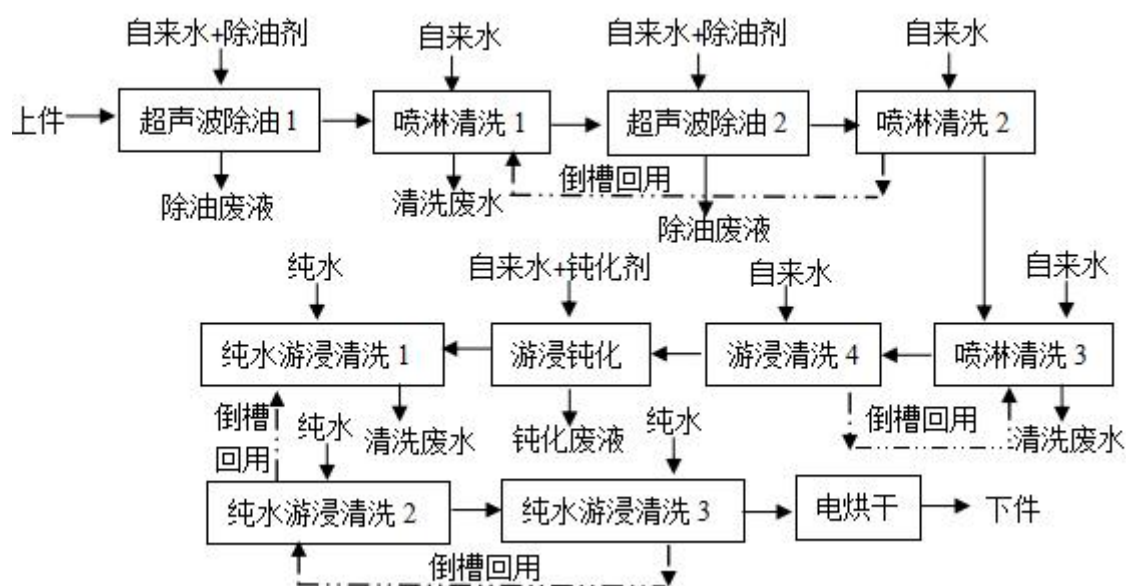 自来水+除油剂
自来水
自来水+除油剂
自来水
上件
超声波除油 1
喷淋清洗 1
超声波除油 2
喷淋清洗 2
倒槽回用
除油废液
清洗废水
除油废液
纯水
自来水+钝化剂
自来水
自来水
纯水游浸清洗 1
游浸钝化
游浸清洗 4
喷淋清洗 3
倒槽
回用
纯水
清洗废水
钝化废液
纯水
倒槽回用
清洗废水
纯水游浸清洗 2
纯水游浸清洗 3
电烘干
下件
倒槽回用